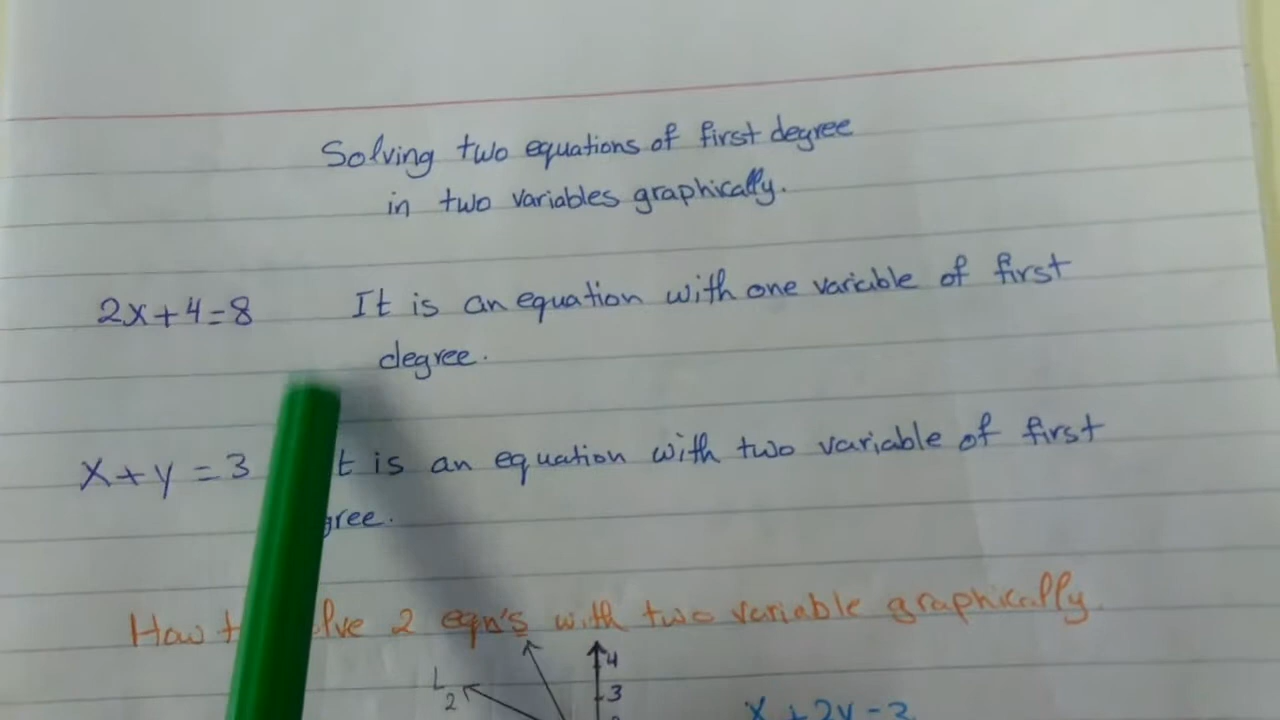 Solving two equations of first degree
in two variables graphically.
2x+4=8 It is an equation with one variable of first
degree.
x+y=3 t is an equation with two variable of first
gree.
How t lve 2 eqn's with two variable graphically
4
L2 3